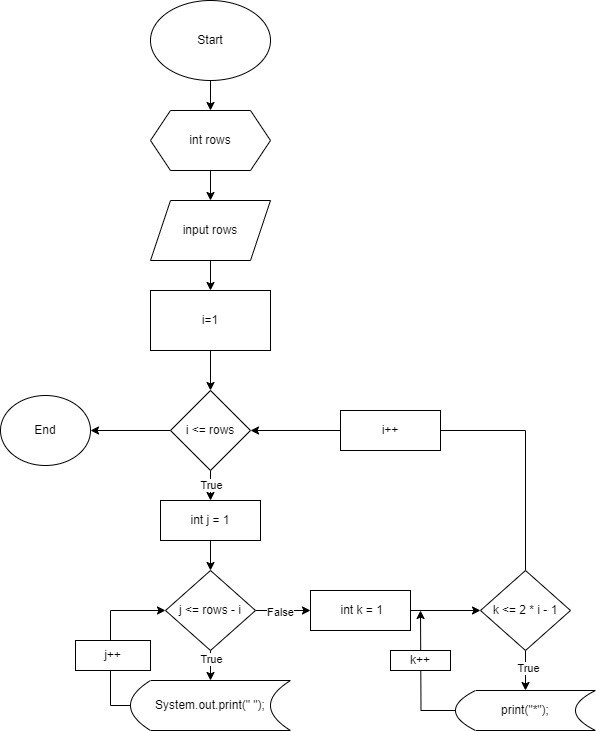 Start
int rows
input rows
i=1
End
i <= rows
i++
True
int j = 1
j <= rows - i
False
int k = 1
k <= 2 * i - 1
j++
True
k++
True
System.out.print(" ");
print("*");